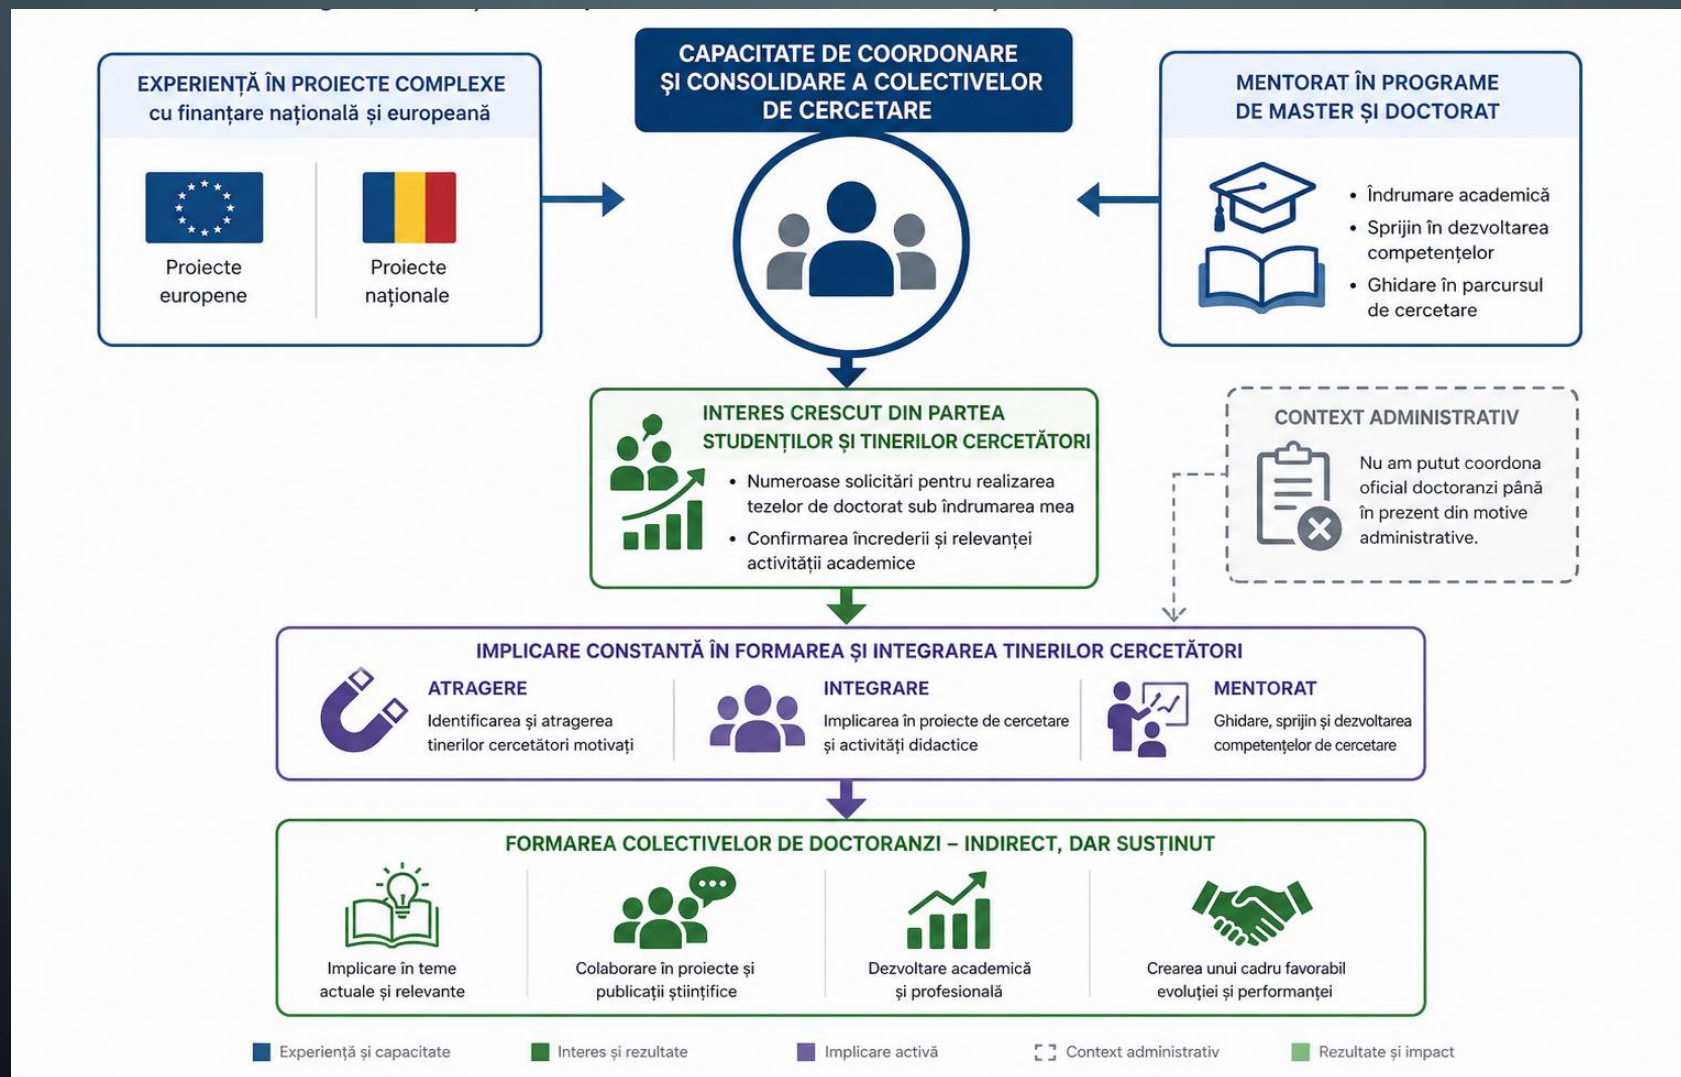 CAPACITATE DE COORDONARE
ȘI CONSOLIDARE A COLECTIVELOR
DE CERCETARE
EXPERIENȚĂ ÎN PROIECTE COMPLEXE
cu finanțare națională și europeană
Proiecte
europene
Proiecte
naționale
MENTORAT ÎN PROGRAME
DE MASTER ȘI DOCTORAT
• Îndrumare academică
• Sprijin în dezvoltarea
competențelor
• Ghidare în parcursul
de cercetare
INTERES CRESCUT DIN PARTEA
STUDENȚILOR ȘI TINERILOR CERCETĂTORI
• Numeroase solicitări pentru realizarea
tezelor de doctorat sub îndrumarea mea
• Confirmarea încrederii și relevanței
activității academice
CONTEXT ADMINISTRATIV
Nu am putut coordona
oficial doctoranzi până
în prezent din motive
administrative.
IMPLICARE CONSTANTĂ ÎN FORMAREA ȘI INTEGRAREA TINERILOR CERCETĂTORI
ATRAGERE
Identificarea și atragerea
tinerilor cercetători motivați
INTEGRARE
Implicarea în proiecte de cercetare
și activități didactice
MENTORAT
Ghidare, sprijin și dezvoltarea
competențelor de cercetare
FORMAREA COLECTIVELOR DE DOCTORANZI – INDIRECT, DAR SUSȚINUT
Implicare în teme
actuale și relevante
Colaborare în proiecte și
publicații științifice
Dezvoltare academică
și profesională
Crearea unui cadru favorabil
evoluției și performanței
Experiență și capacitate
Interes și rezultate
Implicare activă
Context administrativ
Rezultate și impact